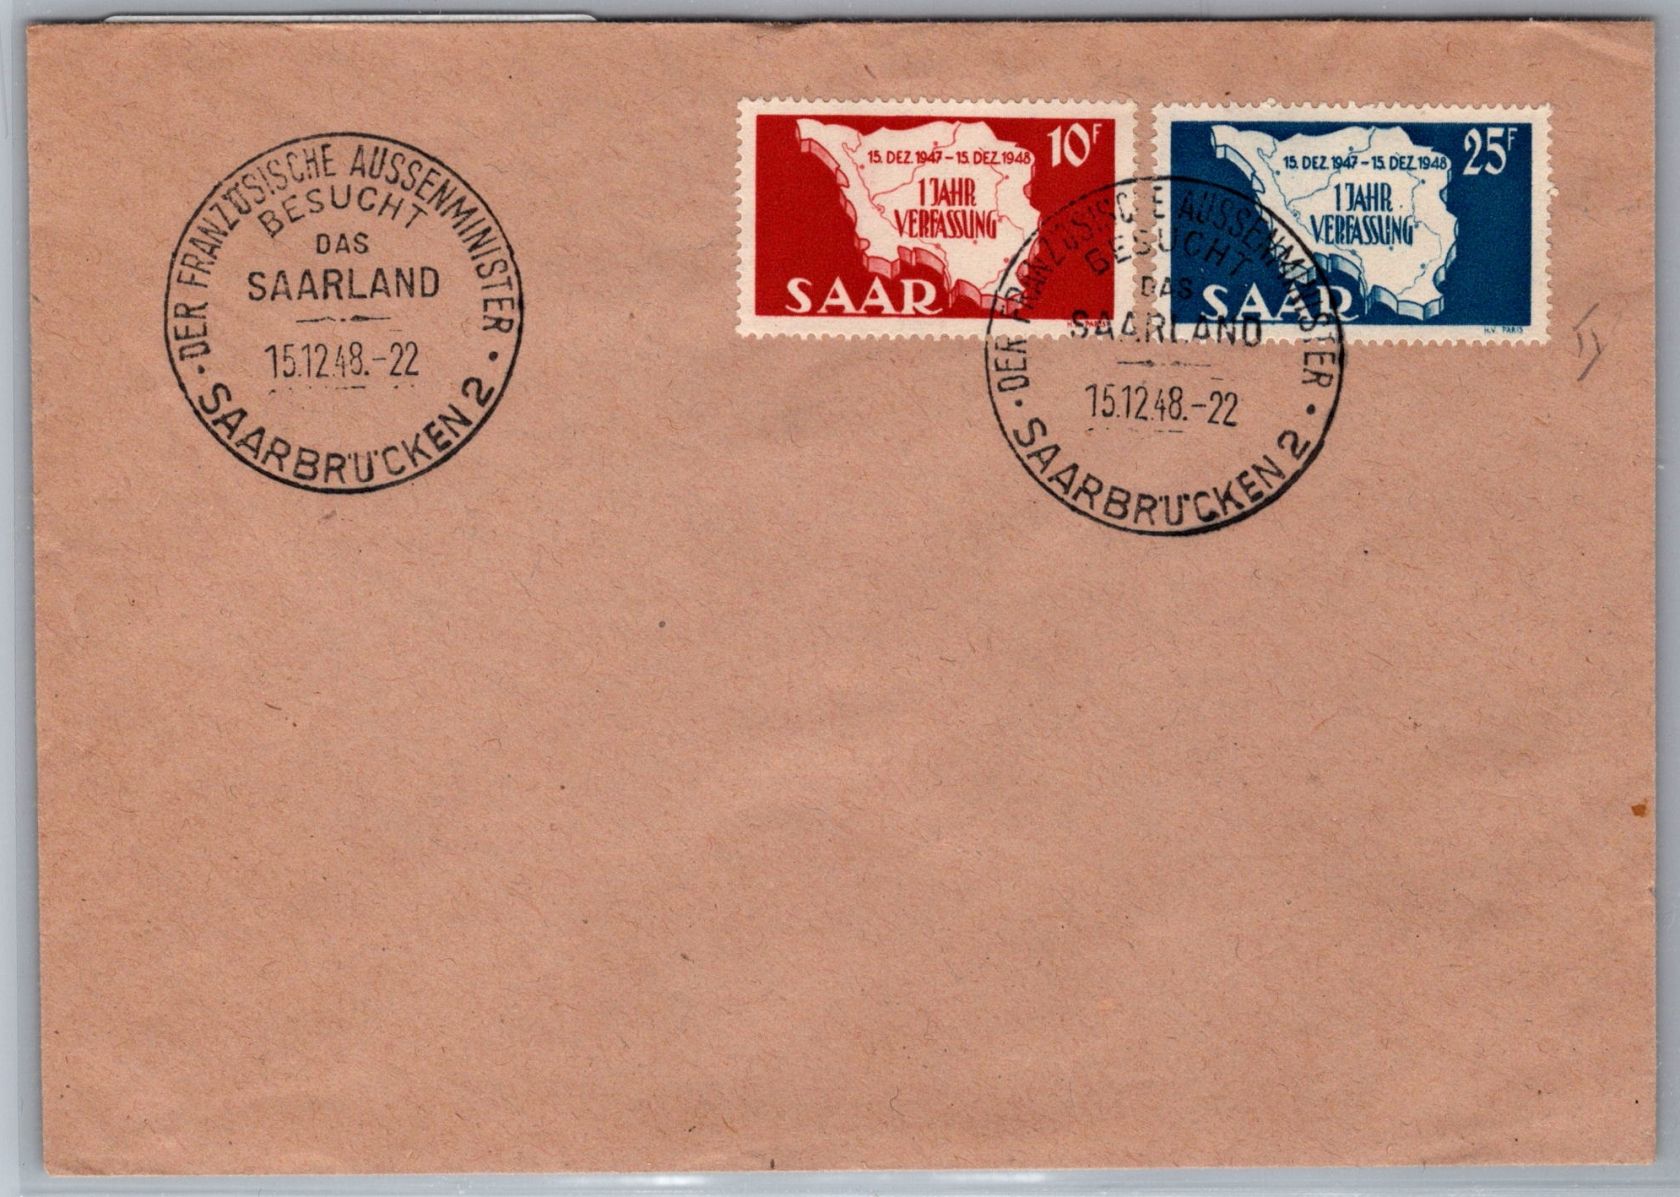 DER FRANZÖSISCHE AUSSENMINISTER
BESUCHT
DAS
SAARLAND
15.12.48.-22
SAARBRÜCKEN 2
10F
15. DEZ. 1947 - 15. DEZ. 1948
1 JAHR
VERFASSUNG
SAAR
H.V. PARIS
25F
15. DEZ. 1947 - 15. DEZ. 1948
1 JAHR
VERFASSUNG
SAAR
H.V. PARIS
DER FRANZÖSISCHE AUSSENMINISTER
BESUCHT
DAS
SAARLAND
15.12.48.-22
SAARBRÜCKEN 2